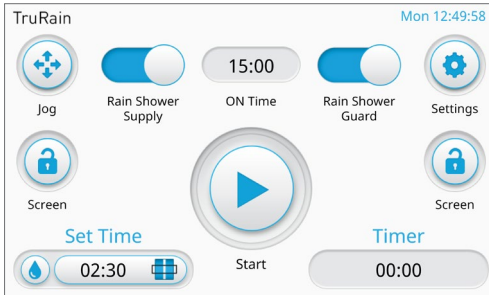 TruRain
Mon 12:49:58
15:00
Jog
Rain Shower
Supply
ON Time
Rain Shower
Guard
Settings
Screen
Screen
Set Time
Timer
02:30
Start
00:00